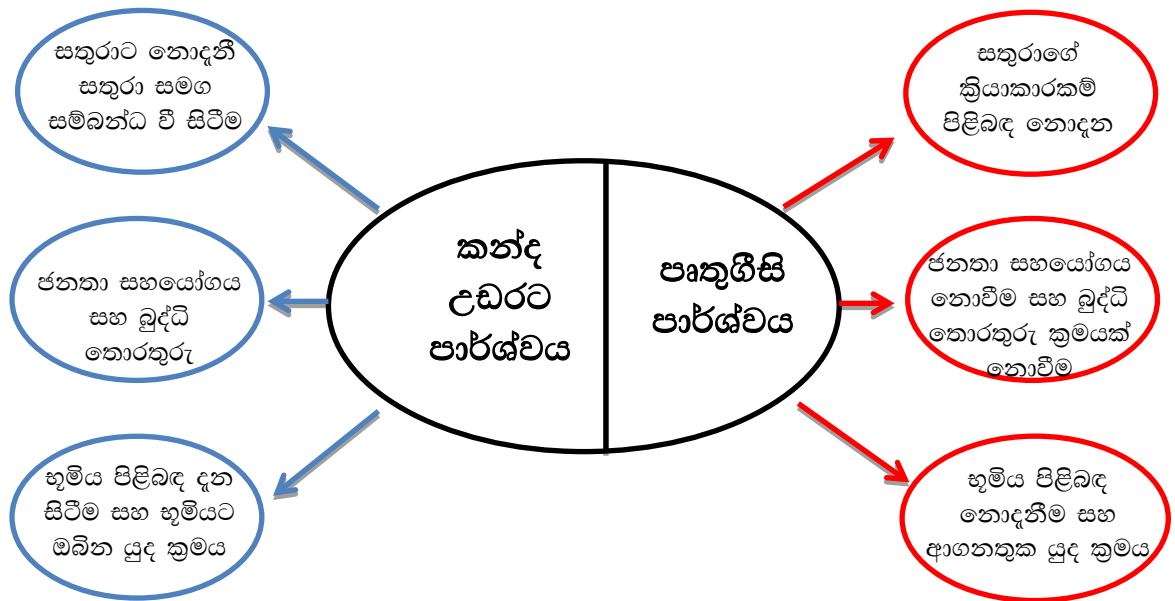 සතුරාට නොදැනී
සතුරා සමග
සම්බන්ධ වී සිටීම
ජනතා සහයෝගය
සහ බුද්ධි
තොරතුරු
භූමිය පිළිබඳ දැන
සිටීම සහ භූමියට
ඔබින යුද ක්‍රමය
කන්ද
උඩරට
පාර්ශ්වය
පෘතුගීසි
පාර්ශ්වය
සතුරාගේ
ක්‍රියාකාරකම්
පිළිබඳ නොදැන
ජනතා සහයෝගය
නොවීම සහ බුද්ධි
තොරතුරු ක්‍රමයක්
නොවීම
භූමිය පිළිබඳ
නොදැනීම සහ
ආගනතුක යුද ක්‍රමය